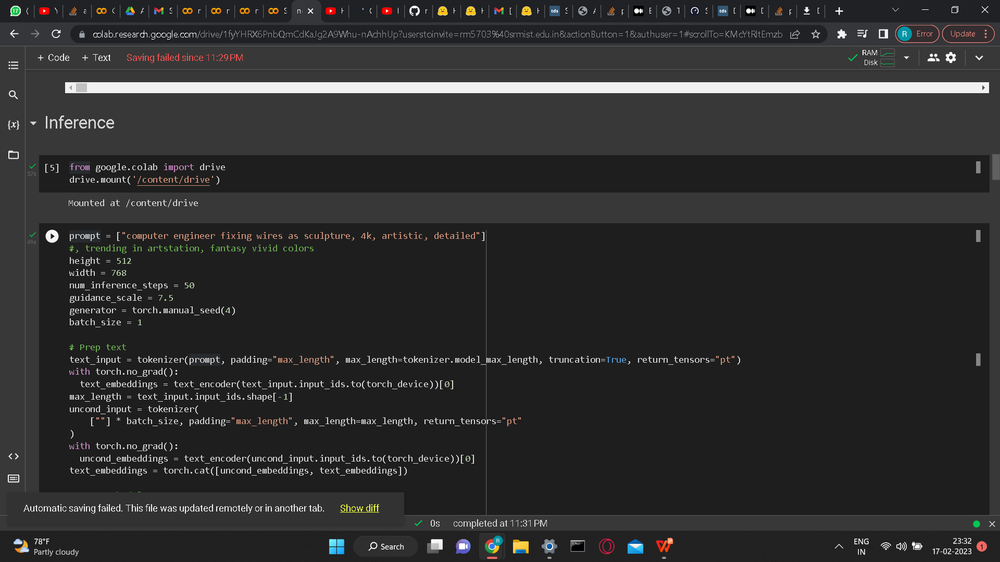 colab.research.google.com/drive/1fyYHRX6PnbQmCdKaJg2A9Whu-nAchhUp?userstoinvite=rm5703%40srmist.edu.in&actionButton=1&authuser=1#scrollTo=KMcYtRltEmzb
R Error
Update
+ Code + Text Saving failed since 11:29 PM
RAM
Disk
Inference
57s
[5] from google.colab import drive
drive.mount('/content/drive')
Mounted at /content/drive
49s
prompt = ["computer engineer fixing wires as sculpture, 4k, artistic, detailed"]
#, trending in artstation, fantasy vivid colors
height = 512
width = 768
num_inference_steps = 50
guidance_scale = 7.5
generator = torch.manual_seed(4)
batch_size = 1
# Prep text
text_input = tokenizer(prompt, padding="max_length", max_length=tokenizer.model_max_length, truncation=True, return_tensors="pt")
with torch.no_grad():
  text_embeddings = text_encoder(text_input.input_ids.to(torch_device))[0]
max_length = text_input.input_ids.shape[-1]
uncond_input = tokenizer(
    [""] * batch_size, padding="max_length", max_length=max_length, return_tensors="pt"
)
with torch.no_grad():
  uncond_embeddings = text_encoder(uncond_input.input_ids.to(torch_device))[0]
text_embeddings = torch.cat([uncond_embeddings, text_embeddings])
Automatic saving failed. This file was updated remotely or in another tab. Show diff
0s completed at 11:31 PM
78°F
Partly cloudy
Search
ENG
IN
23:32
17-02-2023
1